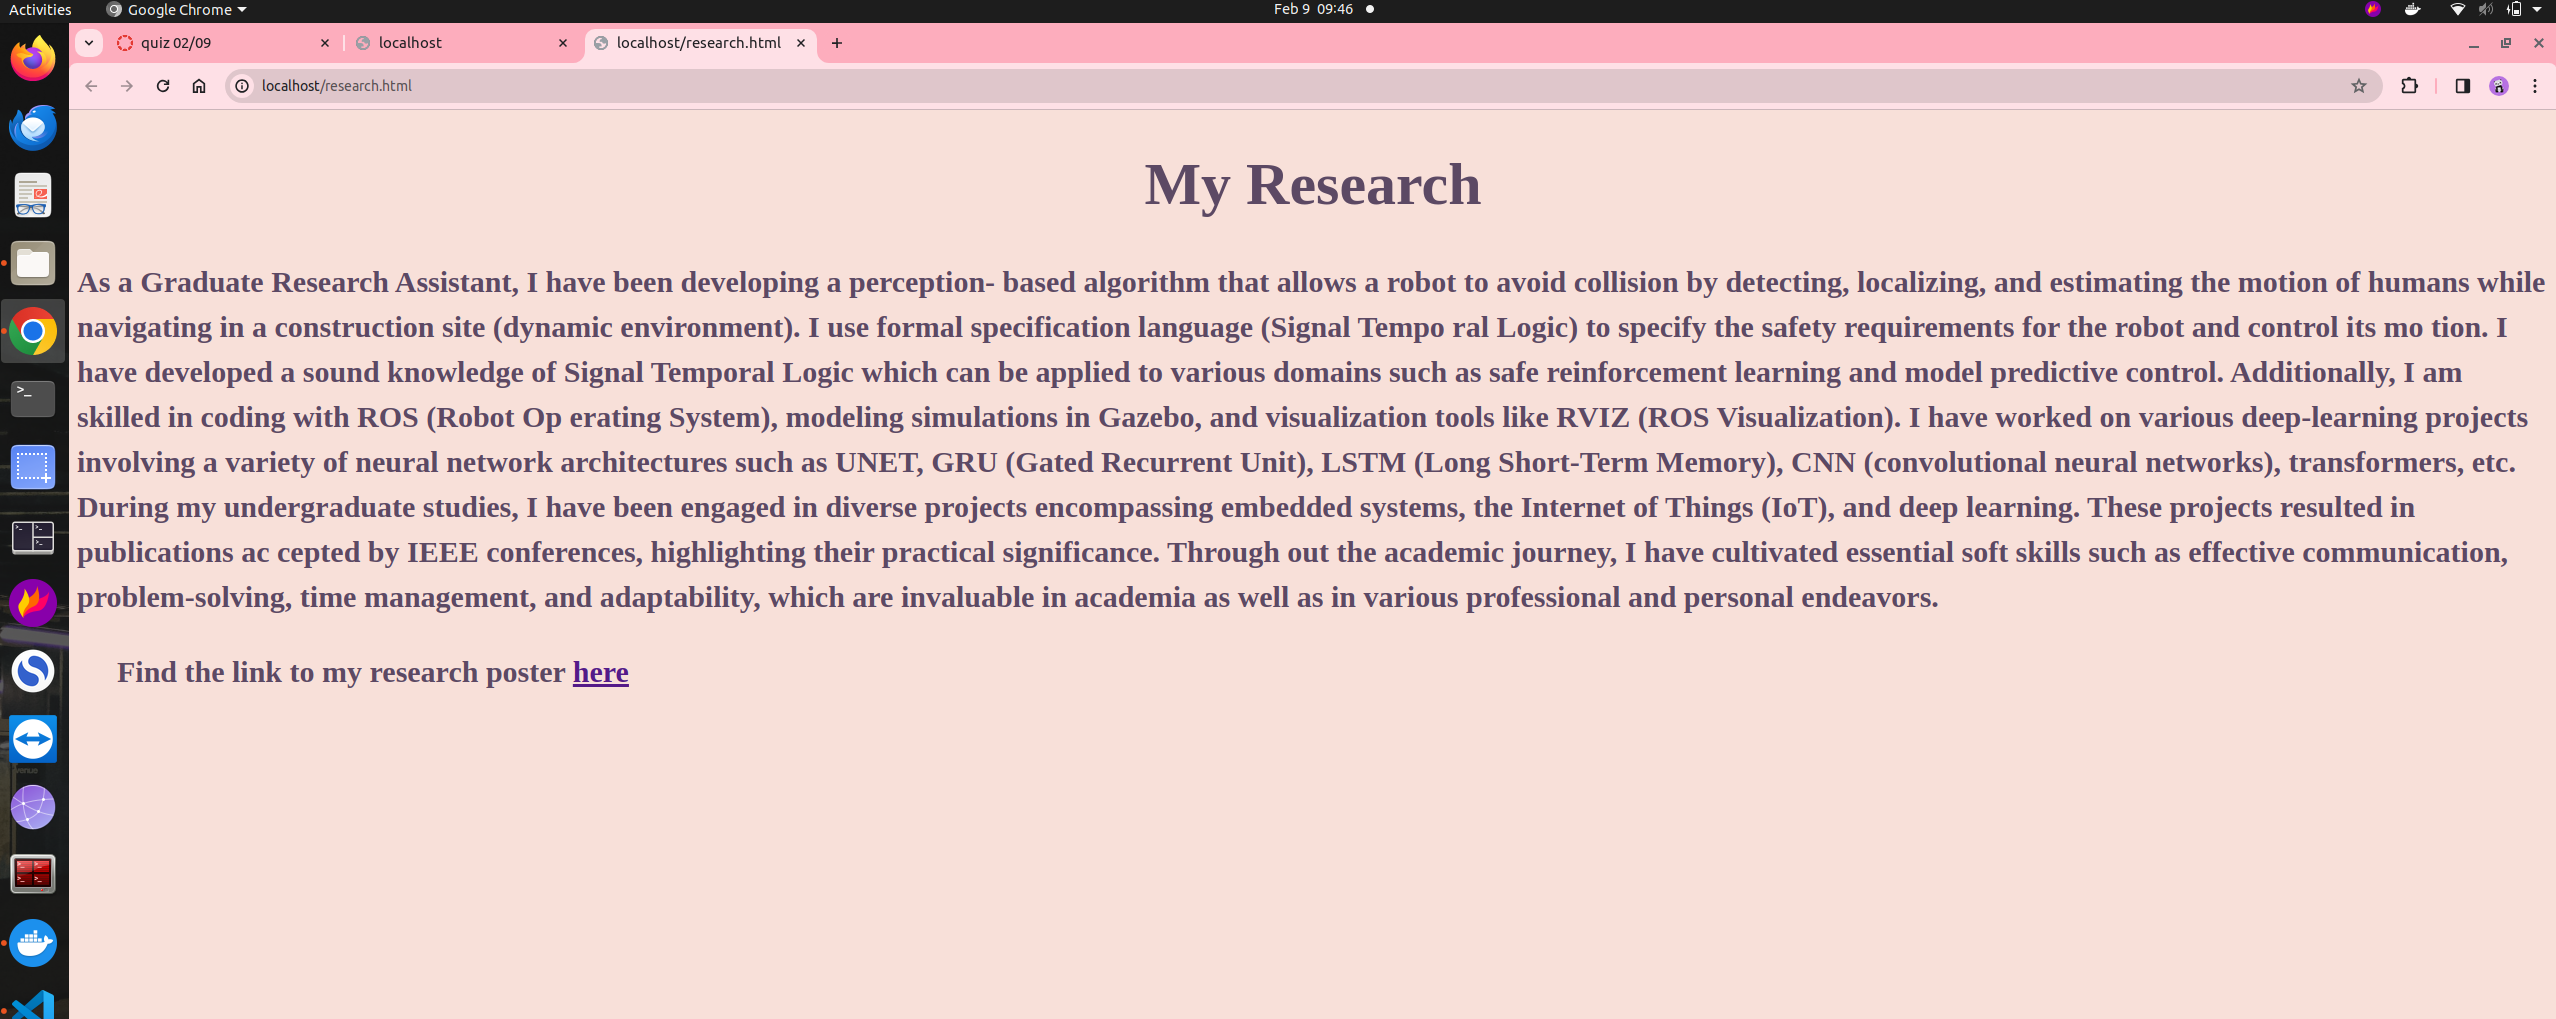 Activities
Google Chrome
Feb 9 09:46
quiz 02/09
localhost
localhost/research.html
localhost/research.html
My Research
As a Graduate Research Assistant, I have been developing a perception- based algorithm that allows a robot to avoid collision by detecting, localizing, and estimating the motion of humans while
navigating in a construction site (dynamic environment). I use formal specification language (Signal Tempo ral Logic) to specify the safety requirements for the robot and control its mo tion. I
have developed a sound knowledge of Signal Temporal Logic which can be applied to various domains such as safe reinforcement learning and model predictive control. Additionally, I am
skilled in coding with ROS (Robot Op erating System), modeling simulations in Gazebo, and visualization tools like RVIZ (ROS Visualization). I have worked on various deep-learning projects
involving a variety of neural network architectures such as UNET, GRU (Gated Recurrent Unit), LSTM (Long Short-Term Memory), CNN (convolutional neural networks), transformers, etc.
During my undergraduate studies, I have been engaged in diverse projects encompassing embedded systems, the Internet of Things (IoT), and deep learning. These projects resulted in
publications ac cepted by IEEE conferences, highlighting their practical significance. Through out the academic journey, I have cultivated essential soft skills such as effective communication,
problem-solving, time management, and adaptability, which are invaluable in academia as well as in various professional and personal endeavors.
Find the link to my research poster here